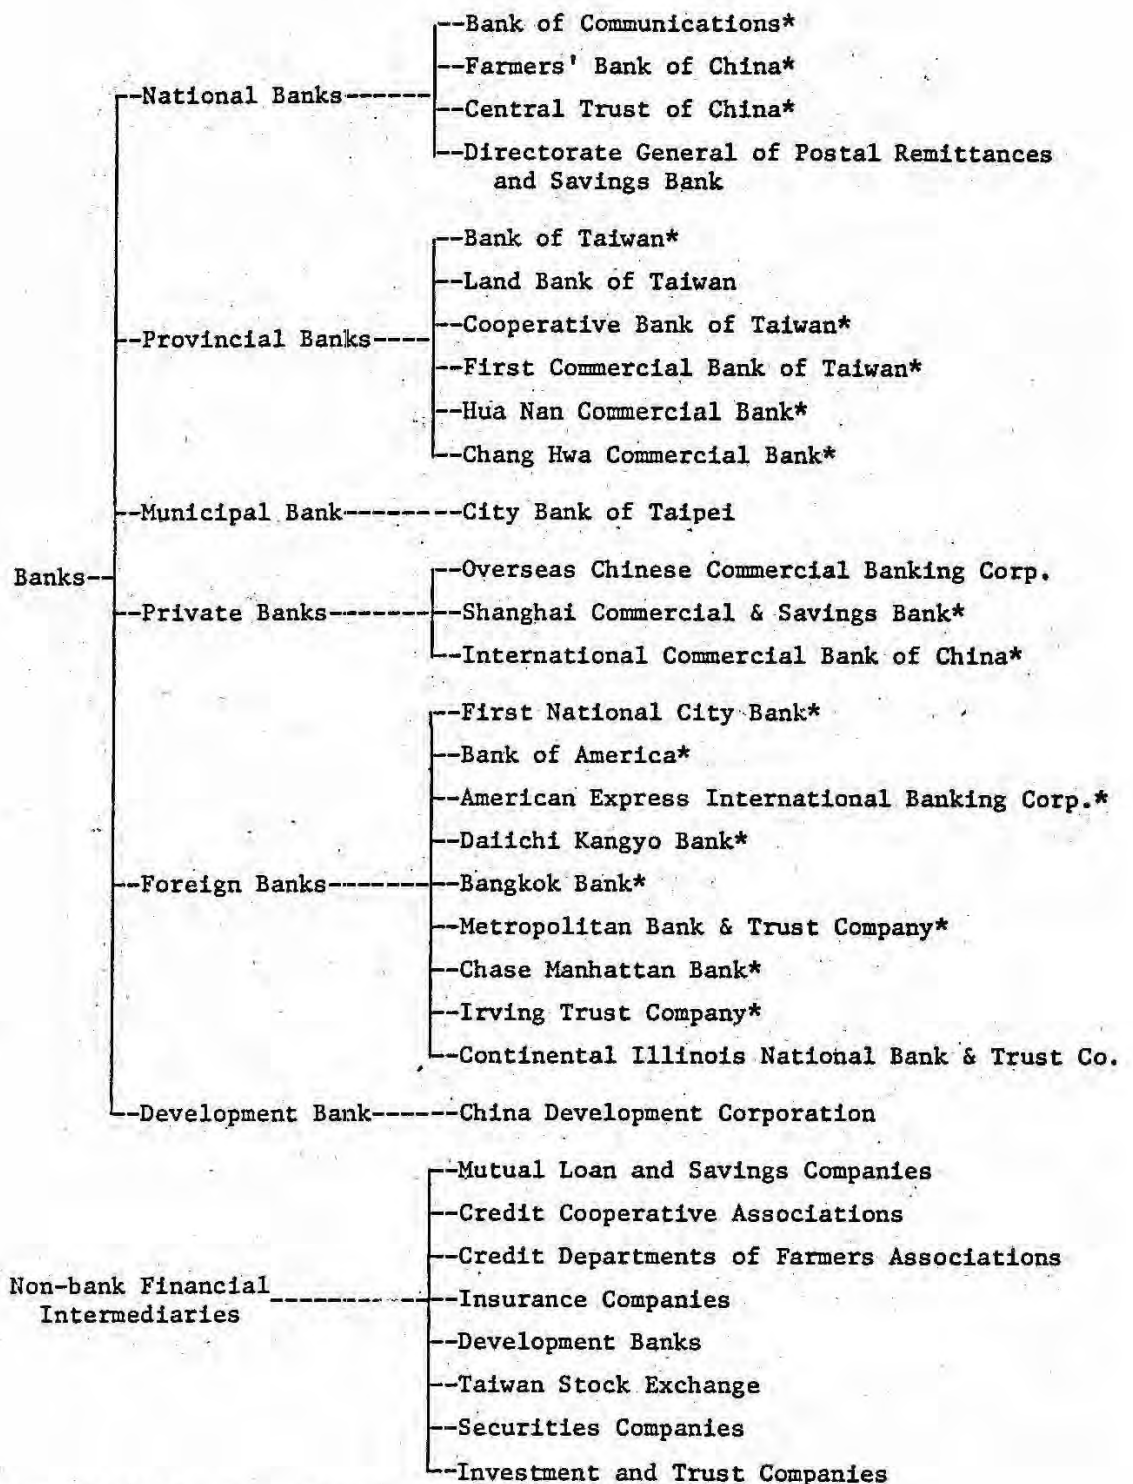 Bank of Communications*
Farmers' Bank of China*
National Banks
Central Trust of China*
Directorate General of Postal Remittances
and Savings Bank
Bank of Taiwan*
Land Bank of Taiwan
Cooperative Bank of Taiwan*
Provincial Banks
First Commercial Bank of Taiwan*
Hua Nan Commercial Bank*
Chang Hwa Commercial Bank*
Municipal Bank
City Bank of Taipei
Banks
Overseas Chinese Commercial Banking Corp.
Private Banks
Shanghai Commercial & Savings Bank*
International Commercial Bank of China*
First National City Bank*
Bank of America*
American Express International Banking Corp.*
Daiichi Kangyo Bank*
Foreign Banks
Bangkok Bank*
Metropolitan Bank & Trust Company*
Chase Manhattan Bank*
Irving Trust Company*
Continental Illinois National Bank & Trust Co.
Development Bank
China Development Corporation
Mutual Loan and Savings Companies
Credit Cooperative Associations
Credit Departments of Farmers Associations
Non-bank Financial
Intermediaries
Insurance Companies
Development Banks
Taiwan Stock Exchange
Securities Companies
Investment and Trust Companies